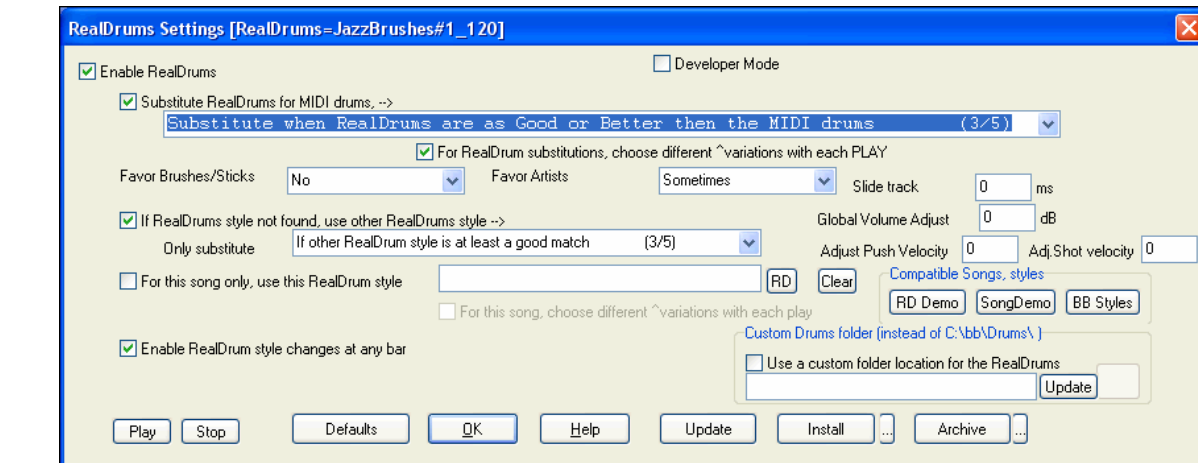 RealDrums Settings [RealDrums=JazzBrushes#1_120]
Enable RealDrums
Developer Mode
Substitute RealDrums for MIDI drums, -->
Substitute when RealDrums are as Good or Better then the MIDI drums (3/5)
For RealDrum substitutions, choose different ^variations with each PLAY
Favor Brushes/Sticks No Favor Artists Sometimes Slide track 0 ms
If RealDrums style not found, use other RealDrums style --> Global Volume Adjust 0 dB
Only substitute If other RealDrum style is at least a good match (3/5) Adjust Push Velocity 0 Adj.Shot velocity 0
For this song only, use this RealDrum style RD Clear
Compatible Songs, styles
RD Demo SongDemo BB Styles
For this song, choose different ^variations with each play
Custom Drums folder (instead of C:\bb\Drums\ )
Enable RealDrum style changes at any bar
Use a custom folder location for the RealDrums
Update
Play Stop Defaults OK Help Update Install ... Archive ...